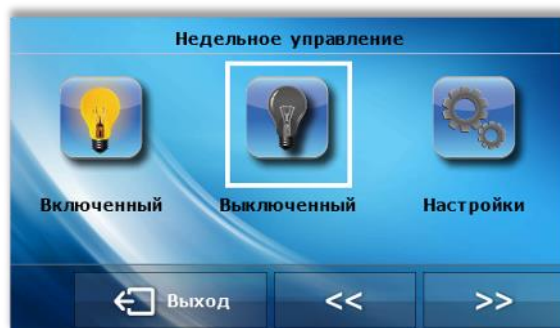 Недельное управление
Включенный Выключенный Настройки
Выход << >>